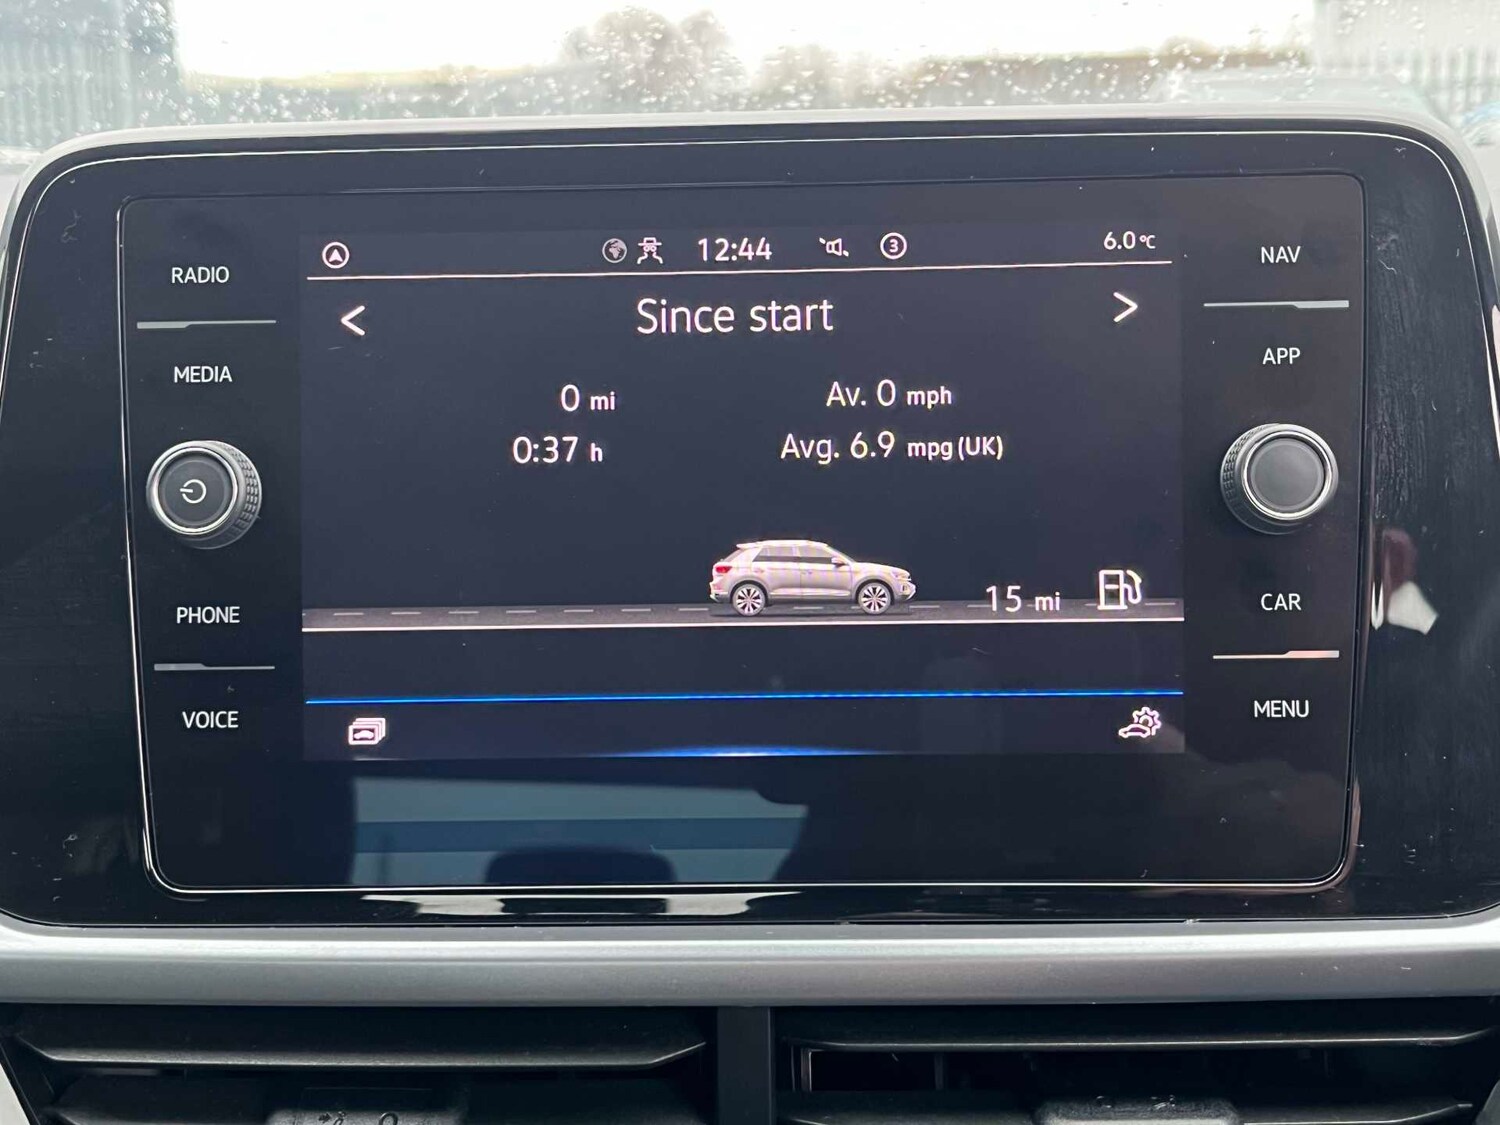 12:44
3
6.0°C
RADIO
MEDIA
PHONE
VOICE
<
Since start
>
0 mi
Av. 0 mph
0:37 h
Avg. 6.9 mpg (UK)
15 mi
NAV
APP
CAR
MENU